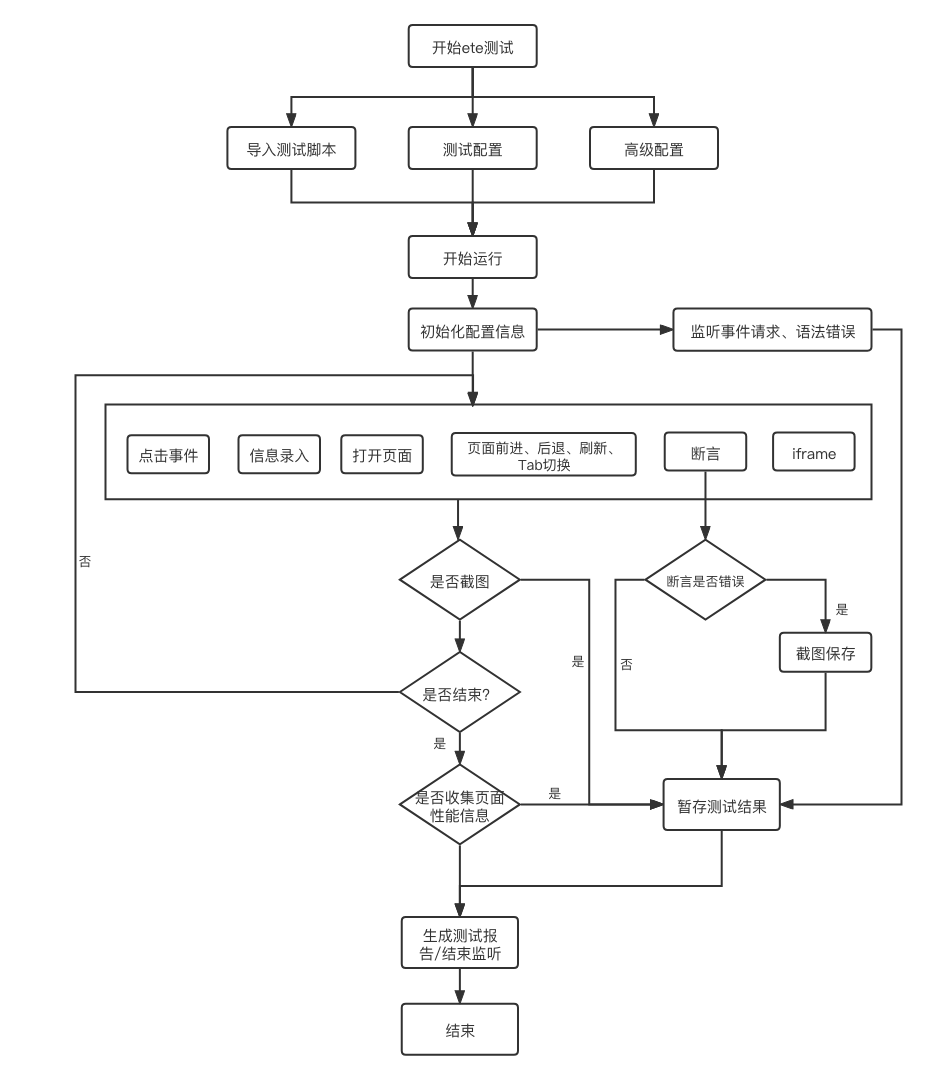 开始ete测试
导入测试脚本
测试配置
高级配置
开始运行
初始化配置信息
监听事件请求、语法错误
点击事件
信息录入
打开页面
页面前进、后退、刷新、
Tab切换
断言
iframe
否
是否截图
断言是否错误
是
截图保存
是
否
是否结束?
是
是否收集页面
性能信息
是
暂存测试结果
生成测试报
告/结束监听
结束